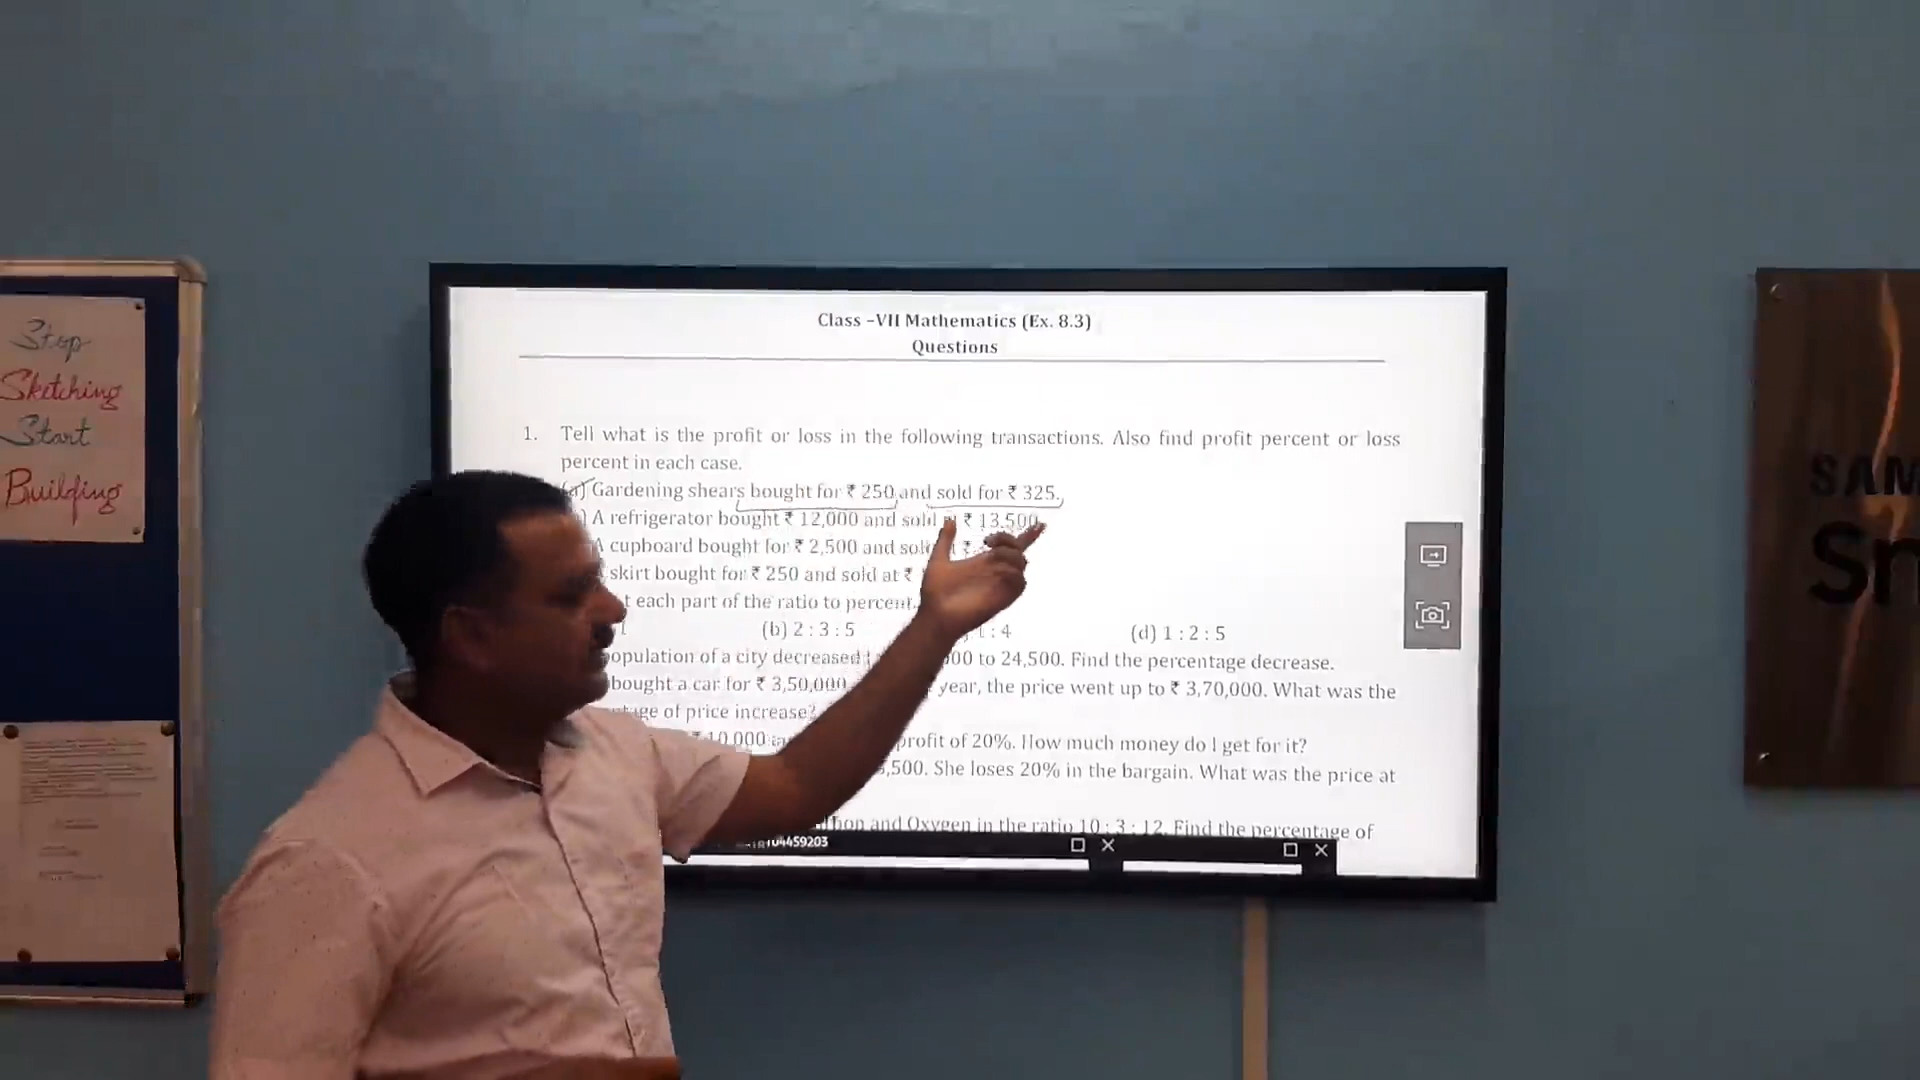 Stop
Sketching
Start
Building
Class –VII Mathematics (Ex. 8.3)
Questions
1. Tell what is the profit or loss in the following transactions. Also find profit percent or loss
percent in each case.
(a) Gardening shears bought for ₹ 250 and sold for ₹ 325.
) A refrigerator bought ₹ 12,000 and sold ₹ 13,500
A cupboard bought for ₹ 2,500 and sold ₹
skirt bought for ₹ 250 and sold at ₹
each part of the ratio to percent.
(b) 2 : 3 : 5
1 : 4
(d) 1 : 2 : 5
population of a city decreased to 24,500. Find the percentage decrease.
bought a car for ₹ 3,50,000 year, the price went up to ₹ 3,70,000. What was the
of price increase?
₹ 10,000 profit of 20%. How much money do I get for it?
,500. She loses 20% in the bargain. What was the price at
and Oxygen in the ratio 10 : 3 : 12. Find the percentage of
104459203
SAM
Sm